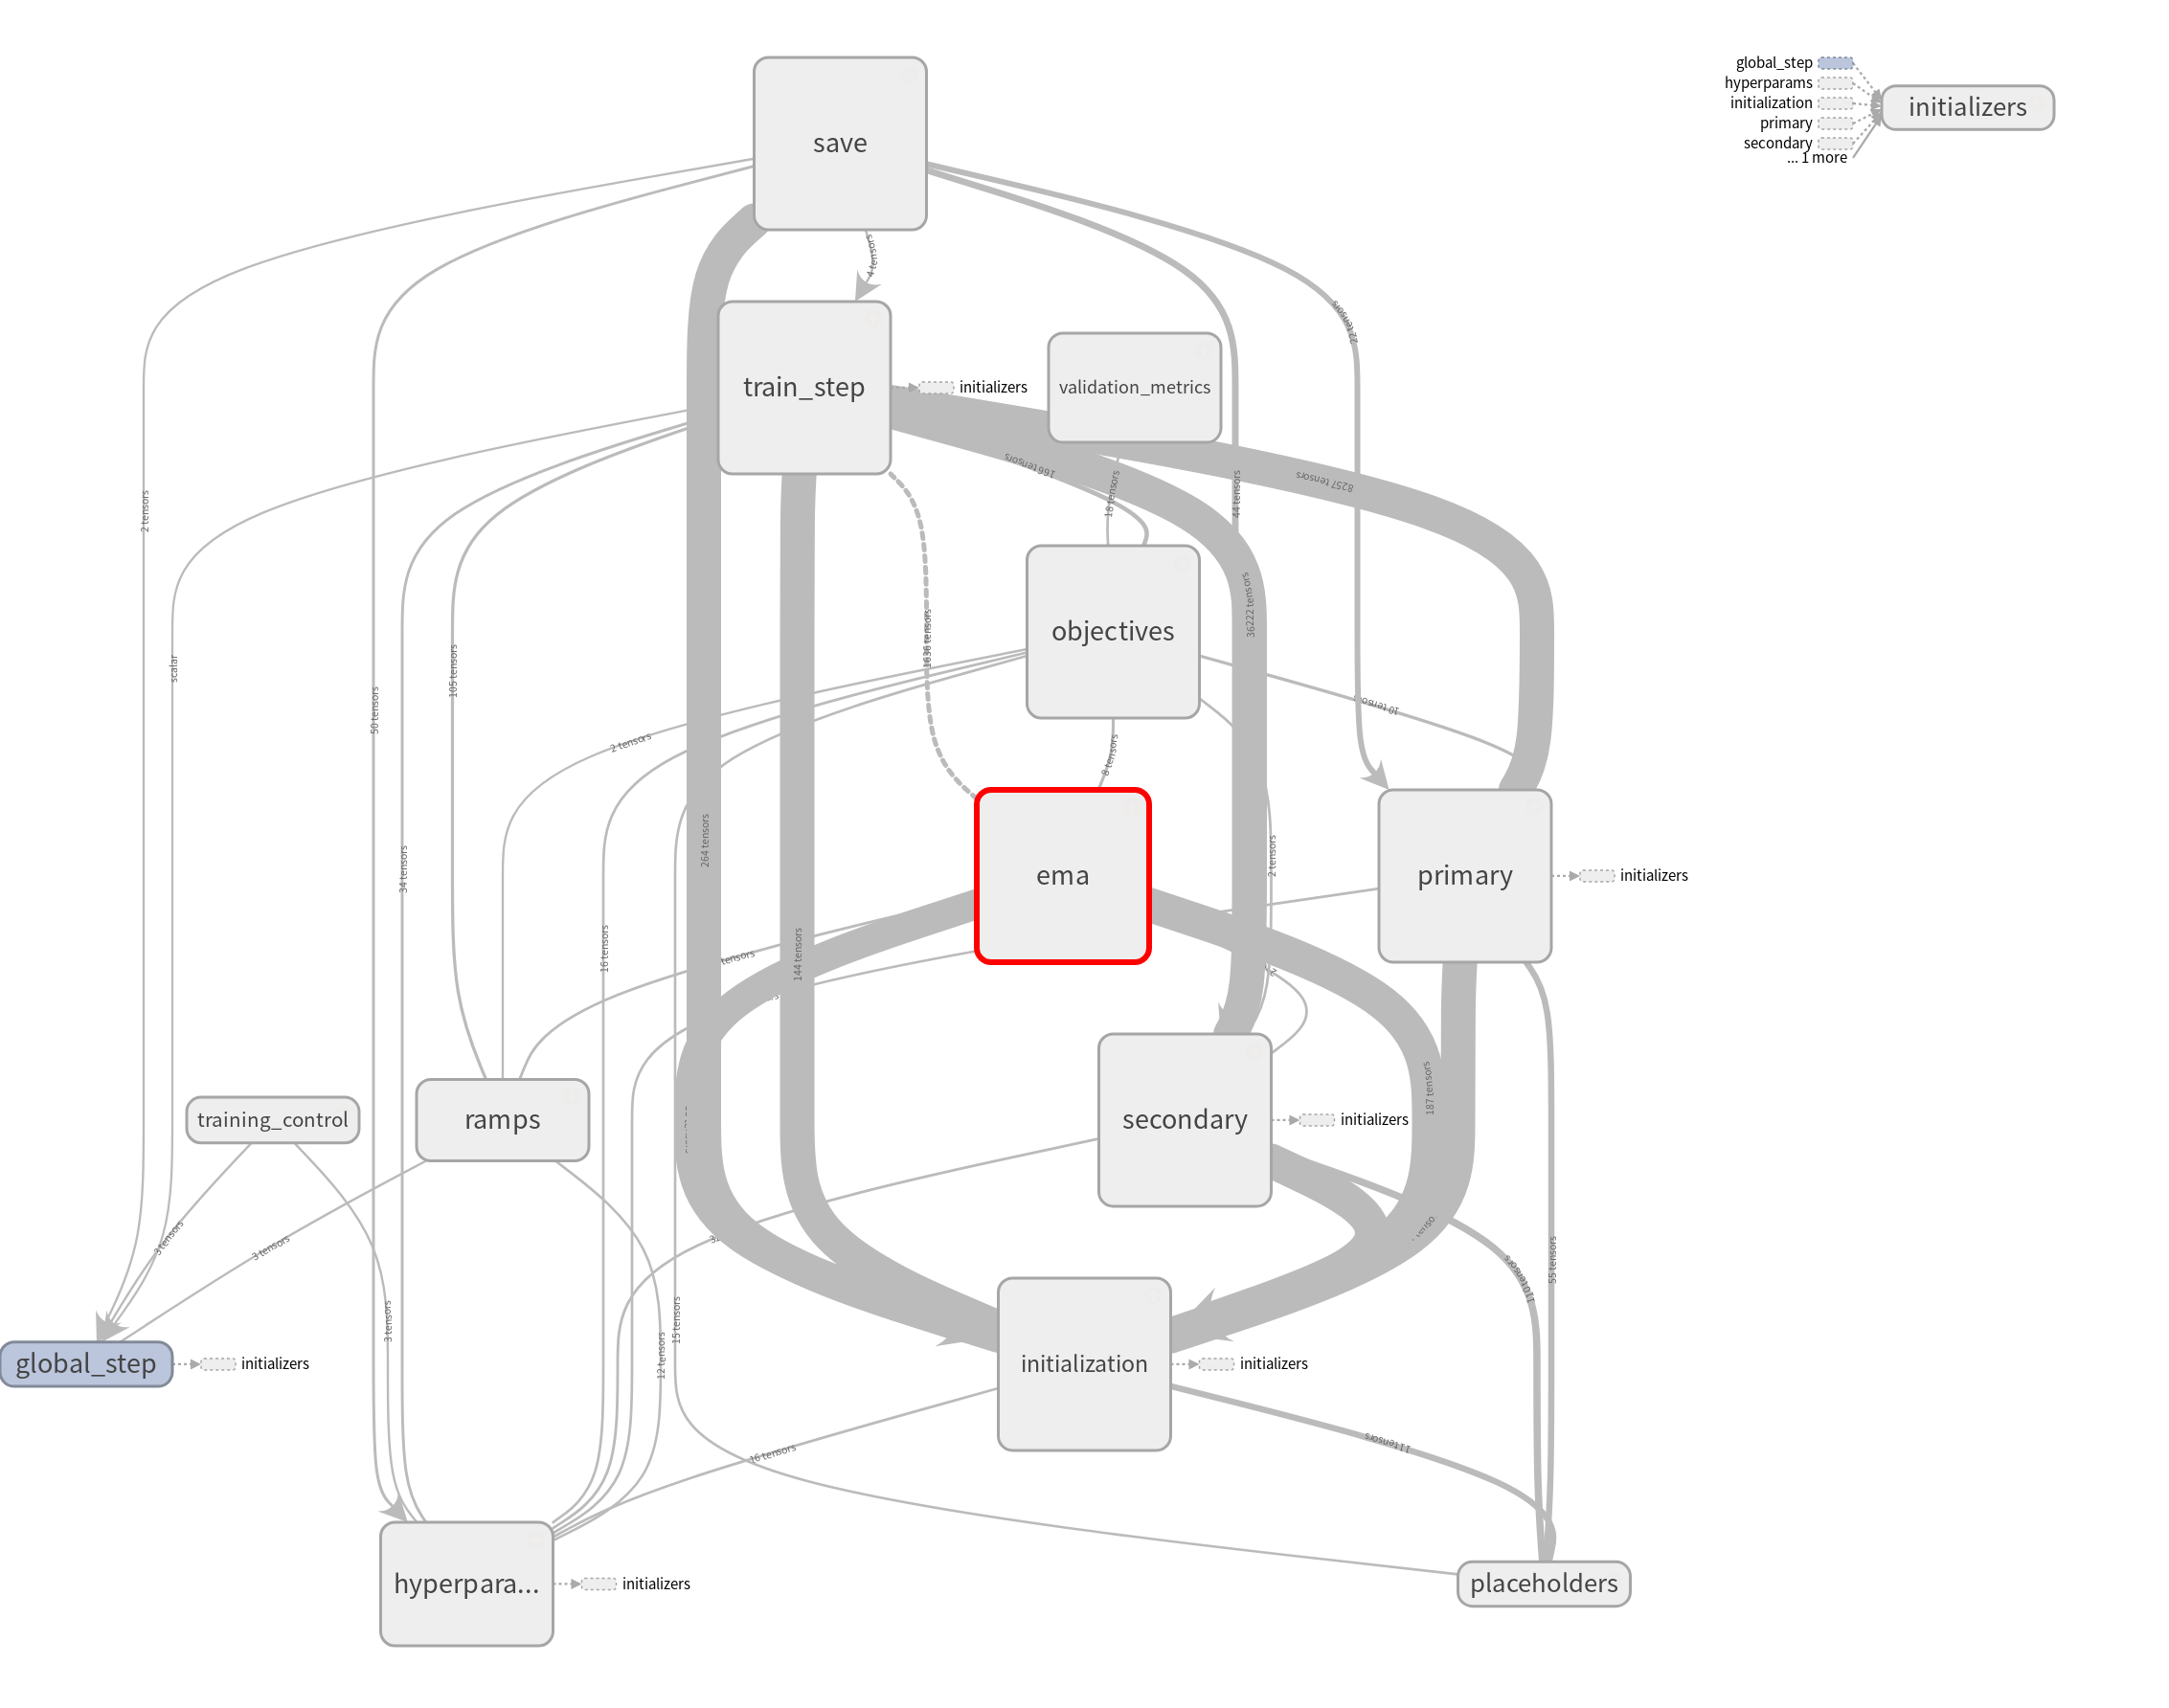 global_step
hyperparams
initialization
primary
secondary
... 1 more
initializers
save
4 tensors
22 tensors
train_step
initializers
validation_metrics
166 tensors
8257 tensors
18 tensors
44 tensors
2 tensors
objectives
36222 tensors
scalar
105 tensors
50 tensors
2 tensors
10 tensors
8 tensors
264 tensors
34 tensors
2 tensors
ema
primary
initializers
16 tensors
tensors
144 tensors
187 tensors
training_control
ramps
secondary
initializers
3 tensors
3 tensors
110 tensors
55 tensors
3 tensors
12 tensors
15 tensors
global_step
initializers
initialization
initializers
16 tensors
11 tensors
hyperpara...
initializers
placeholders